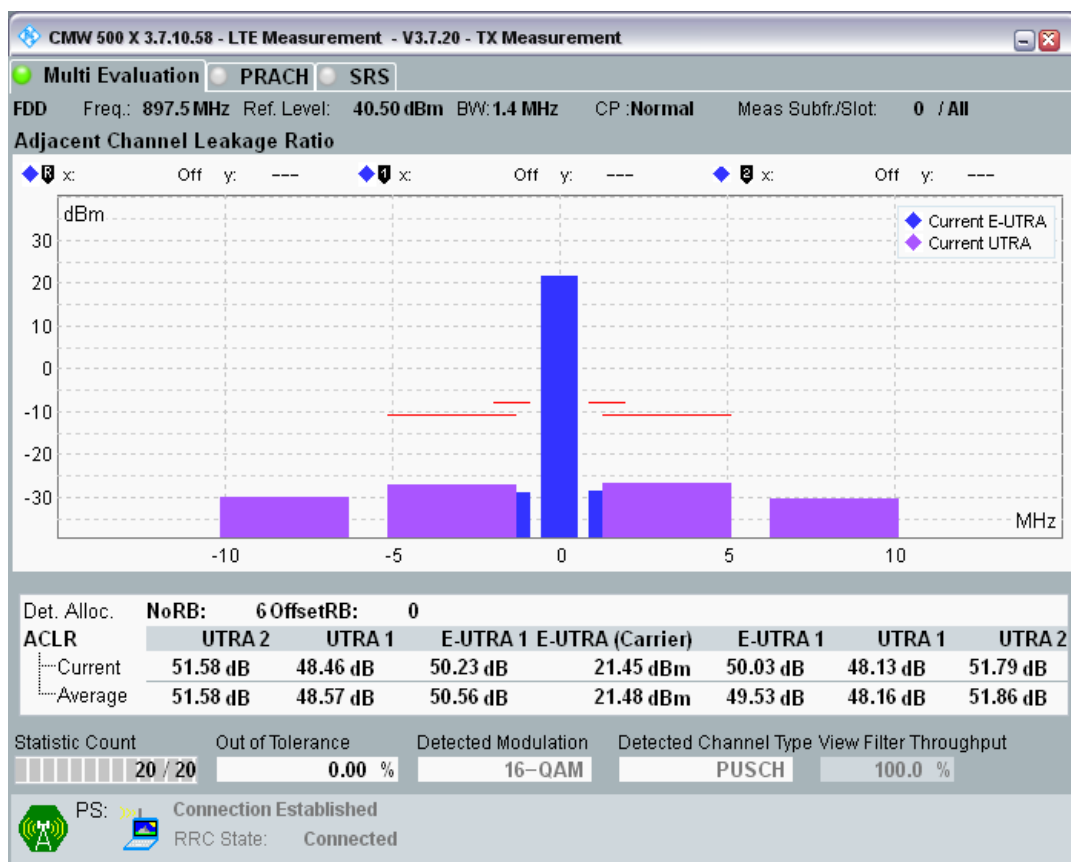 CMW 500 X 3.7.10.58 - LTE Measurement - V3.7.20 - TX Measurement
Multi Evaluation PRACH SRS
FDD Freq.: 897.5 MHz Ref. Level: 40.50 dBm BW: 1.4 MHz CP :Normal Meas Subfr./Slot: 0 / All
Adjacent Channel Leakage Ratio
R x: Off y: --- 1 x: Off y: --- 2 x: Off y: ---
dBm
Current E-UTRA
Current UTRA
30
20
10
0
-10
-20
-30
MHz
-10 -5 0 5 10
Det. Alloc. NoRB: 6 OffsetRB: 0
ACLR UTRA 2 UTRA 1 E-UTRA 1 E-UTRA (Carrier) E-UTRA 1 UTRA 1 UTRA 2
Current 51.58 dB 48.46 dB 50.23 dB 21.45 dBm 50.03 dB 48.13 dB 51.79 dB
Average 51.58 dB 48.57 dB 50.56 dB 21.48 dBm 49.53 dB 48.16 dB 51.86 dB
Statistic Count Out of Tolerance Detected Modulation Detected Channel Type View Filter Throughput
20 / 20 0.00 % 16-QAM PUSCH 100.0 %
PS: Connection Established
RRC State: Connected